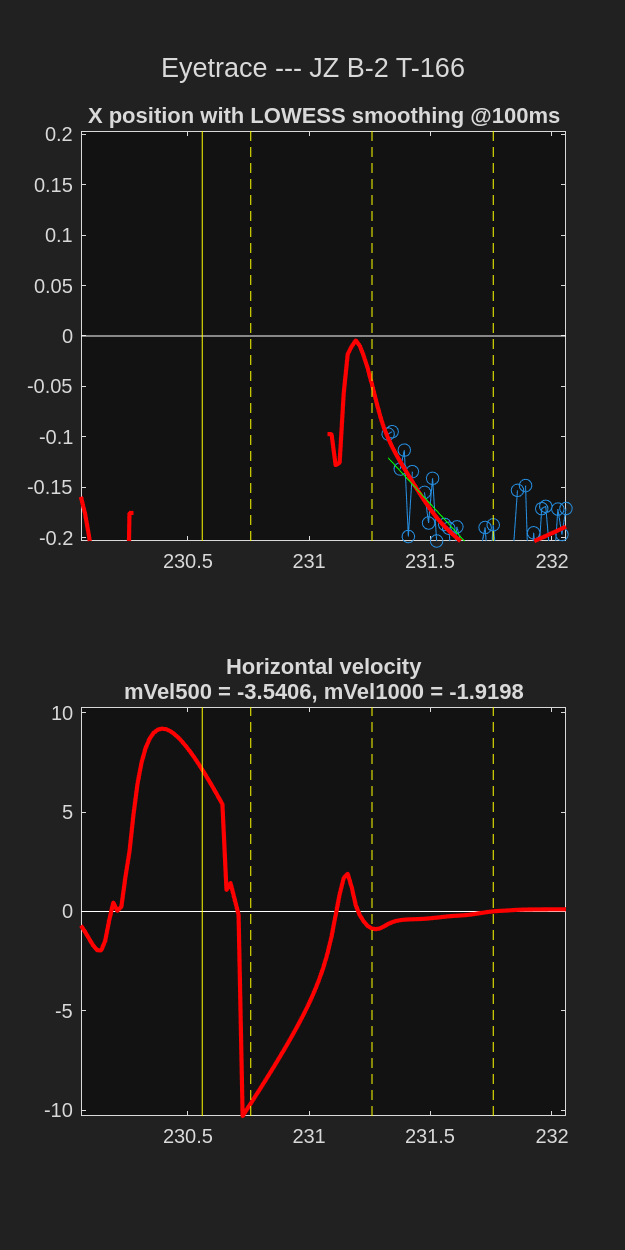 Eyetrace --- JZ B-2 T-166
X position with LOWESS smoothing @100ms
0.2
0.15
0.1
0.05
0
-0.05
-0.1
-0.15
-0.2
230.5 231 231.5 232
Horizontal velocity
mVel500 = -3.5406, mVel1000 = -1.9198
10
5
0
-5
-10
230.5 231 231.5 232